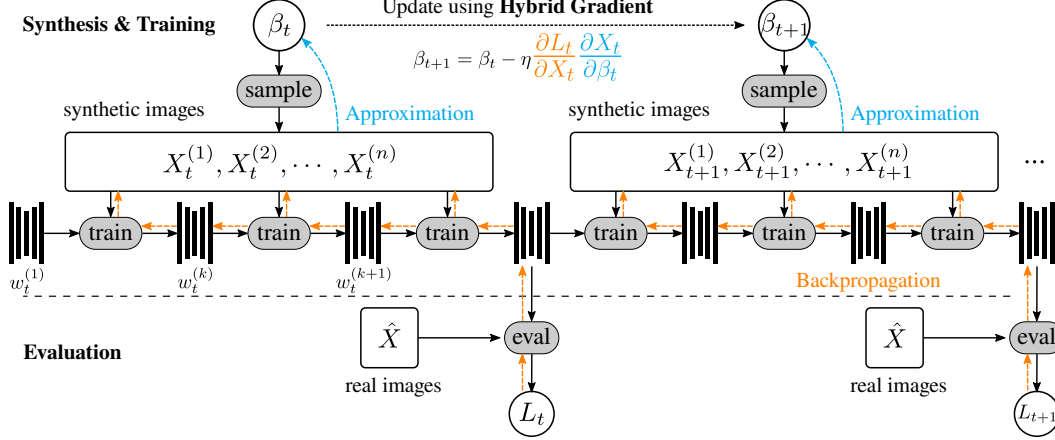 Synthesis & Training
β_t
Update using Hybrid Gradient
β_{t+1}
β_{t+1} = β_t − η ∂L_t/∂X_t ∂X_t/∂β_t
sample
sample
synthetic images
Approximation
synthetic images
Approximation
X_t^{(1)}, X_t^{(2)}, ⋯ , X_t^{(n)}
X_{t+1}^{(1)}, X_{t+1}^{(2)}, ⋯ , X_{t+1}^{(n)}
...
train
train
train
train
train
train
w_t^{(1)}
w_t^{(k)}
w_t^{(k+1)}
Backpropagation
Evaluation
X̂
eval
X̂
eval
real images
real images
L_t
L_{t+1}